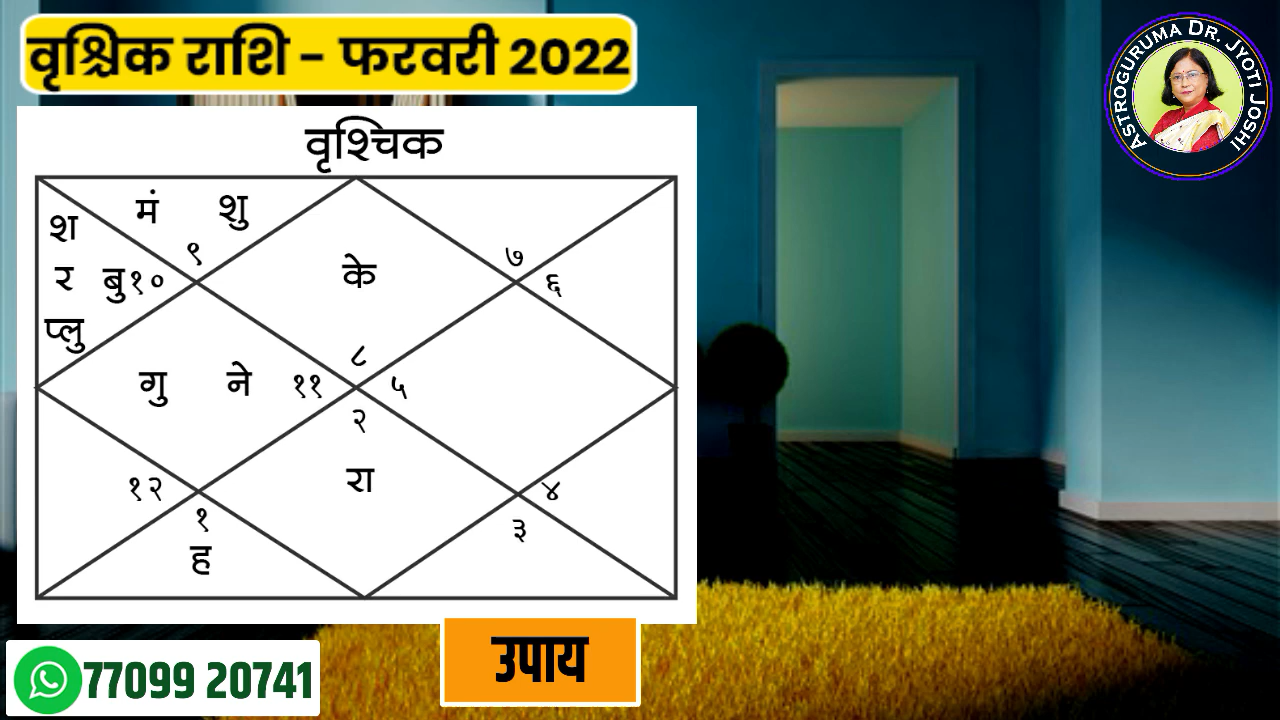 वृश्चिक राशि - फरवरी 2022
ASTROGURUMA DR. JYOTI JOSHI
वृश्चिक
श मं शु
९
र बु १०
प्लु
के
७
६
८
गु ने ११
५
२
रा
१२
१
ह
४
३
उपाय
77099 20741